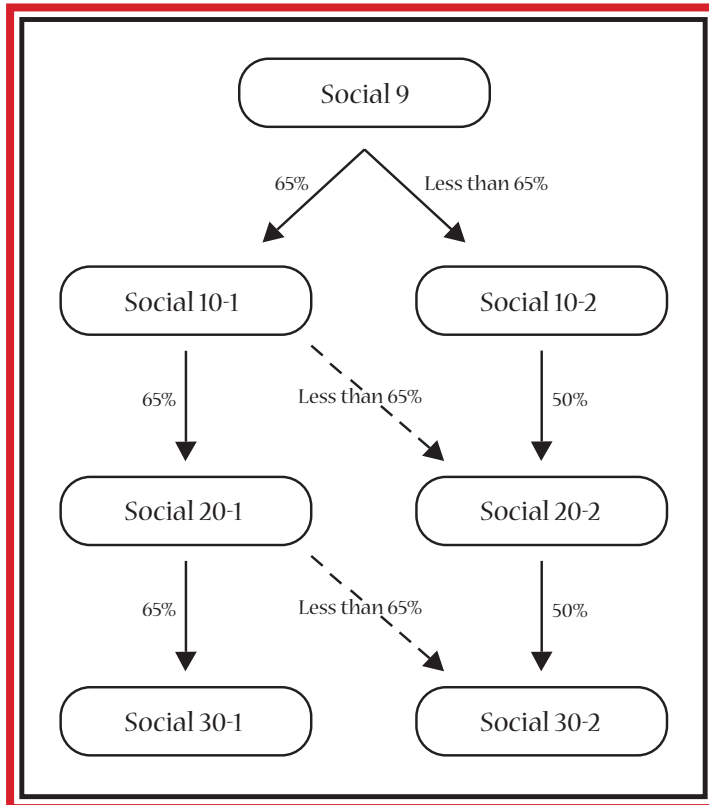 Social 9
65%
Less than 65%
Social 10-1
Social 10-2
65%
Less than 65%
50%
Social 20-1
Social 20-2
65%
Less than 65%
50%
Social 30-1
Social 30-2